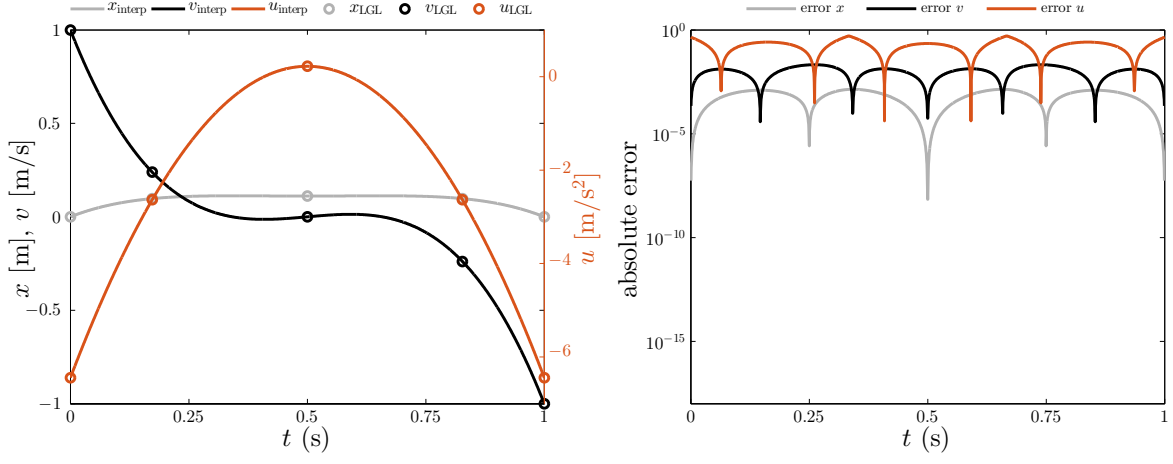 x_interp v_interp u_interp x_LGL v_LGL u_LGL
1
0.5
0
−0.5
−1
x [m], v [m/s]
0
−2
−4
−6
u [m/s²]
0 0.25 0.5 0.75 1
t (s)
error x error v error u
10⁰
10⁻⁵
10⁻¹⁰
10⁻¹⁵
absolute error
0 0.25 0.5 0.75 1
t (s)